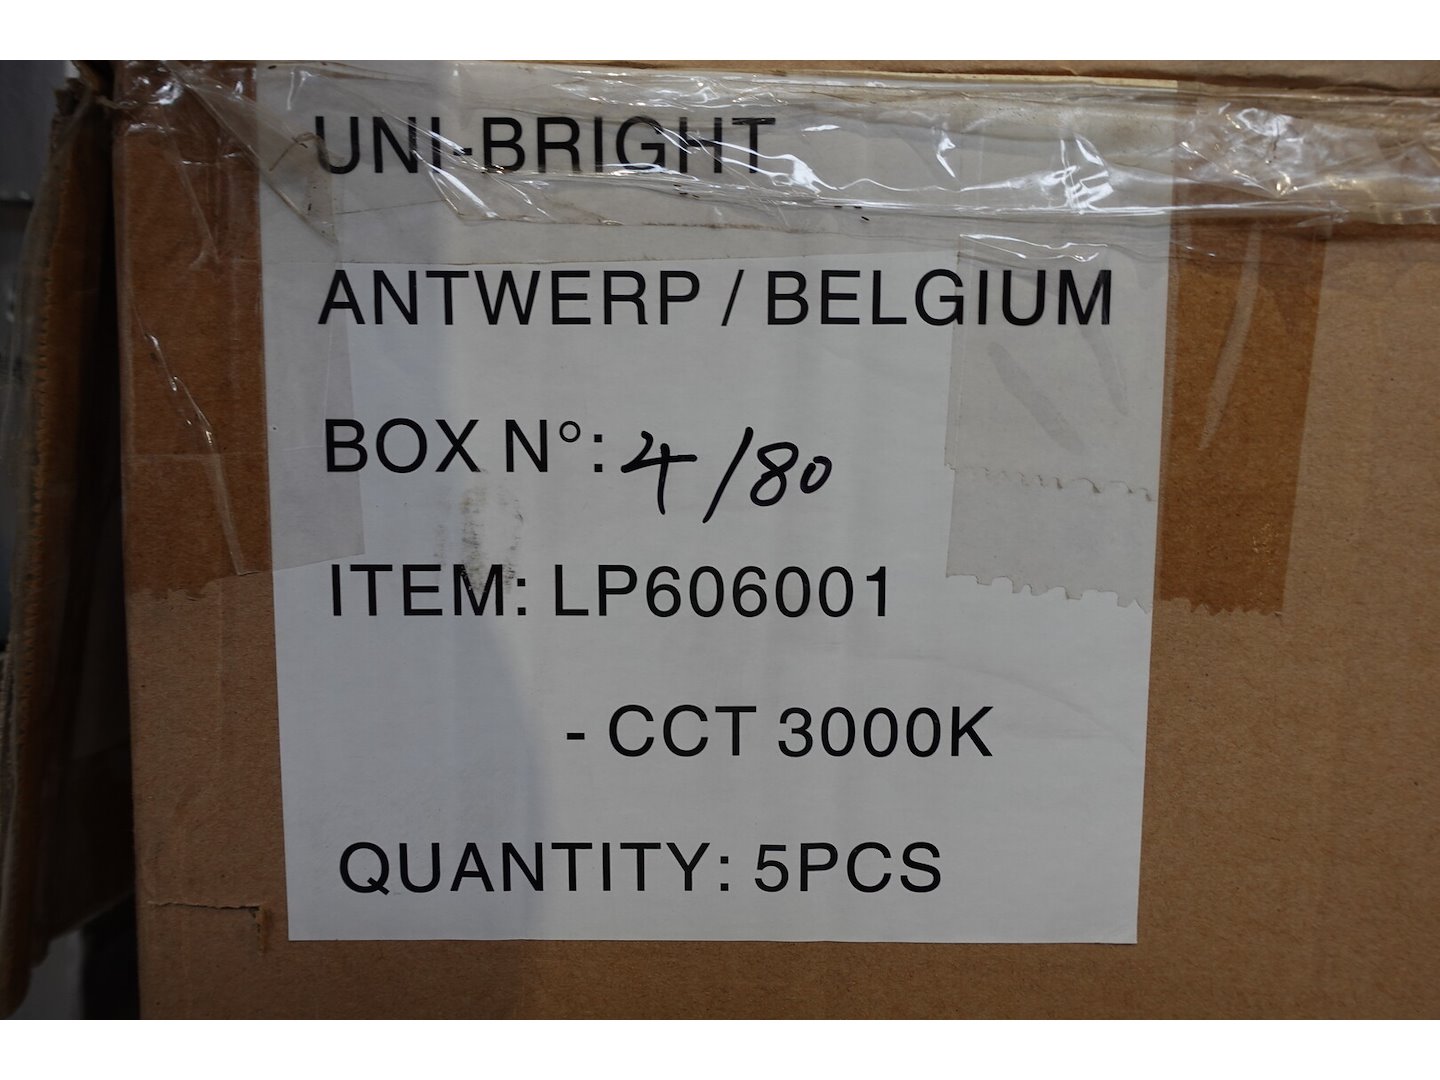 UNI-BRIGHT
ANTWERP / BELGIUM
BOX N°: 4/80
ITEM: LP606001
- CCT 3000K
QUANTITY: 5PCS